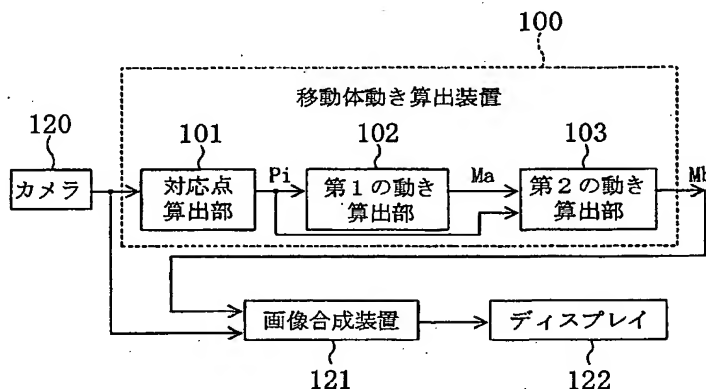 100
移動体動き算出装置
120
101
102
103
カメラ
対応点
算出部
Pi
第1の動き
算出部
Ma
第2の動き
算出部
Mb
画像合成装置
ディスプレイ
121
122